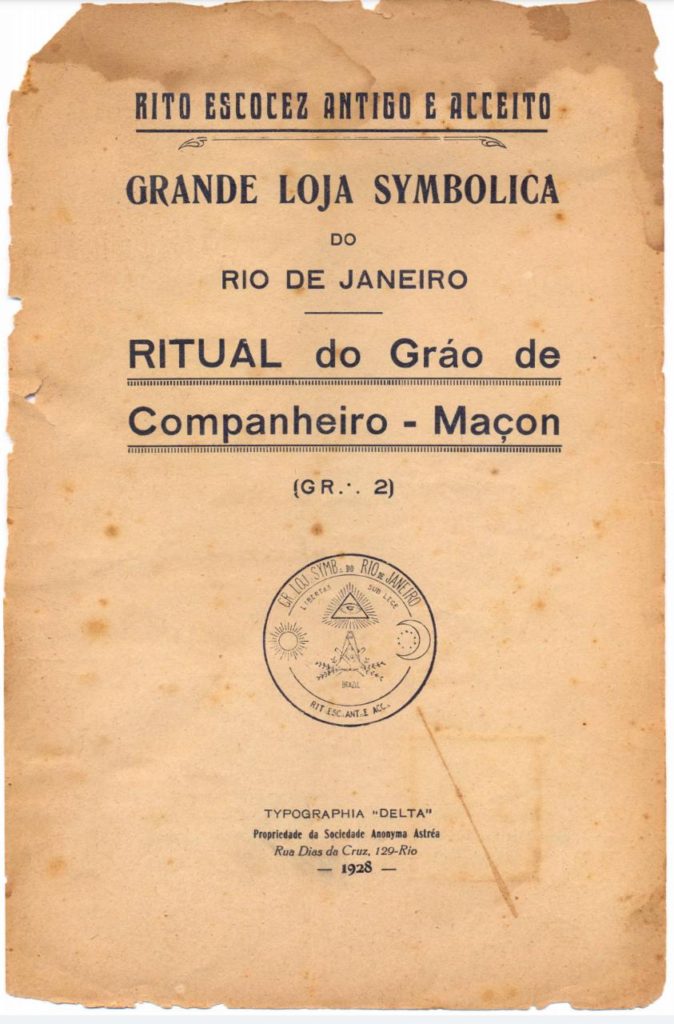 RITO ESCOCEZ ANTIGO E ACCEITO
GRANDE LOJA SYMBOLICA
DO
RIO DE JANEIRO
RITUAL do Gráo de
Companheiro - Maçon
(GR.∙. 2)
GR. LOJ. SYMB. DO RIO DE JANEIRO
LIBERTAS SUB LEGE
BRAZIL
RIT. ESC. ANT. E ACC.
TYPOGRAPHIA "DELTA"
Propriedade da Sociedade Anonyma Astréa
Rua Dias da Cruz, 129-Rio
— 1928 —